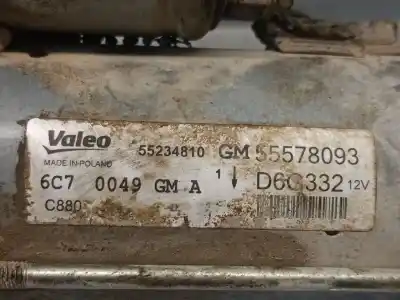 Valeo 55234810 GM 55578093
MADE IN POLAND
6C7 0049 GM A 1 ↓ D6G332 12V
C880